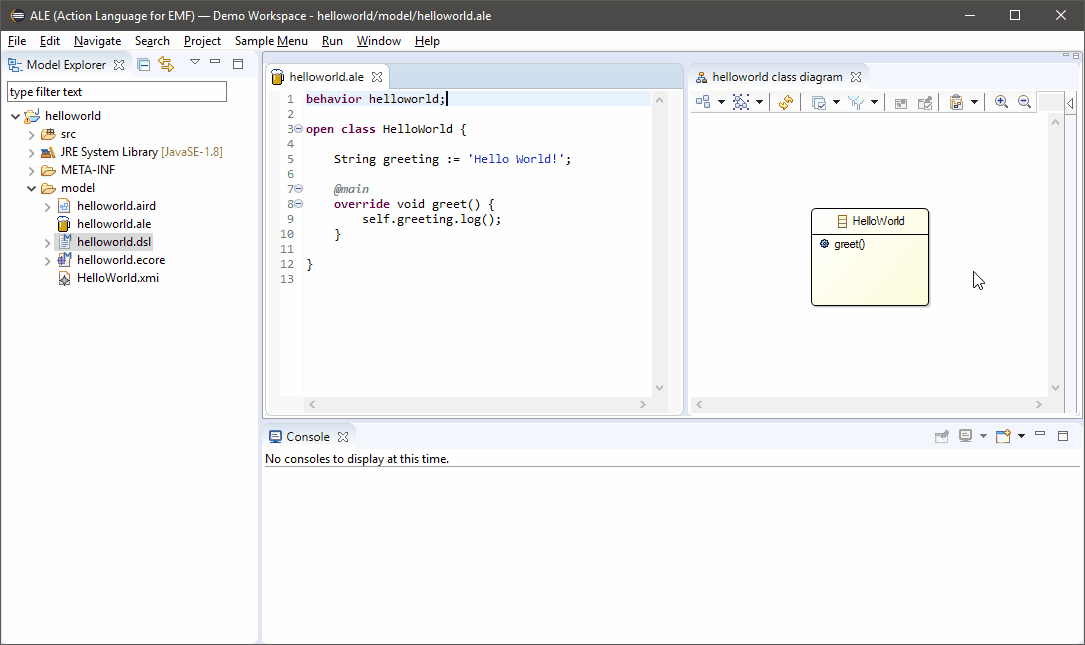 ALE (Action Language for EMF) — Demo Workspace - helloworld/model/helloworld.ale
File Edit Navigate Search Project Sample Menu Run Window Help
Model Explorer
type filter text
helloworld
src
JRE System Library [JavaSE-1.8]
META-INF
model
helloworld.aird
helloworld.ale
helloworld.dsl
helloworld.ecore
HelloWorld.xmi
helloworld.ale
1 behavior helloworld;
2
3 open class HelloWorld {
4
5     String greeting := 'Hello World!';
6
7     @main
8     override void greet() {
9         self.greeting.log();
10     }
11
12 }
13
helloworld class diagram
HelloWorld
greet()
Console
No consoles to display at this time.